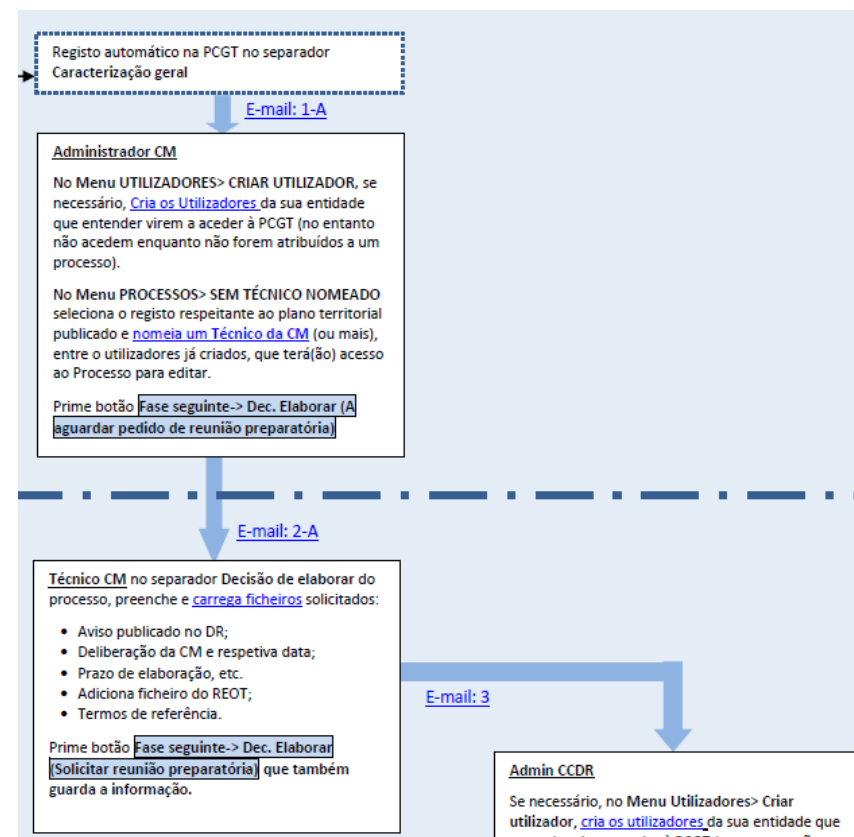 Registo automático na PCGT no separador
Caracterização geral
E-mail: 1-A
Administrador CM
No Menu UTILIZADORES> CRIAR UTILIZADOR, se
necessário, Cria os Utilizadores da sua entidade
que entender virem a aceder à PCGT (no entanto
não acedem enquanto não forem atribuídos a um
processo).
No Menu PROCESSOS> SEM TÉCNICO NOMEADO
seleciona o registo respeitante ao plano territorial
publicado e nomeia um Técnico da CM (ou mais),
entre o utilizadores já criados, que terá(ão) acesso
ao Processo para editar.
Prime botão Fase seguinte-> Dec. Elaborar (A
aguardar pedido de reunião preparatória)
E-mail: 2-A
Técnico CM no separador Decisão de elaborar do
processo, preenche e carrega ficheiros solicitados:
• Aviso publicado no DR;
• Deliberação da CM e respetiva data;
• Prazo de elaboração, etc.
• Adiciona ficheiro do REOT;
• Termos de referência.
Prime botão Fase seguinte-> Dec. Elaborar
(Solicitar reunião preparatória) que também
guarda a informação.
E-mail: 3
Admin CCDR
Se necessário, no Menu Utilizadores> Criar
utilizador, cria os utilizadores da sua entidade que